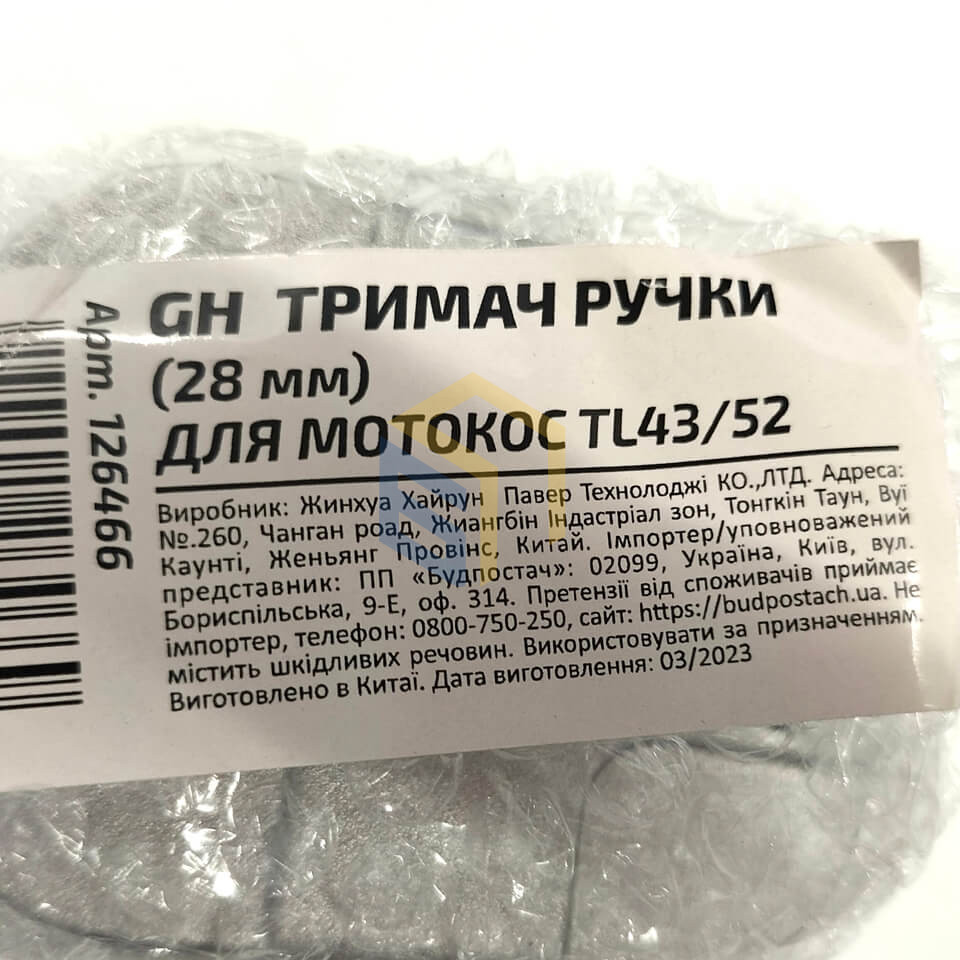 GH ТРИМАЧ РУЧКИ
(28 мм)
ДЛЯ МОТОКОС TL43/52
Виробник: Жинхуа Хайрун Павер Технолоджі КО.,ЛТД. Адреса:
№.260, Чанган роад, Жиангбін Індастріал зон, Тонгкін Таун, Вуї
Каунті, Женьянг Провінс, Китай. Імпортер/уповноважений
представник: ПП «Будпостач»: 02099, Україна, Київ, вул.
Бориспільська, 9-Е, оф. 314. Претензії від споживачів приймає
імпортер, телефон: 0800-750-250, сайт: https://budpostach.ua. Не
містить шкідливих речовин. Використовувати за призначенням.
Виготовлено в Китаї. Дата виготовлення: 03/2023
Арт. 126466